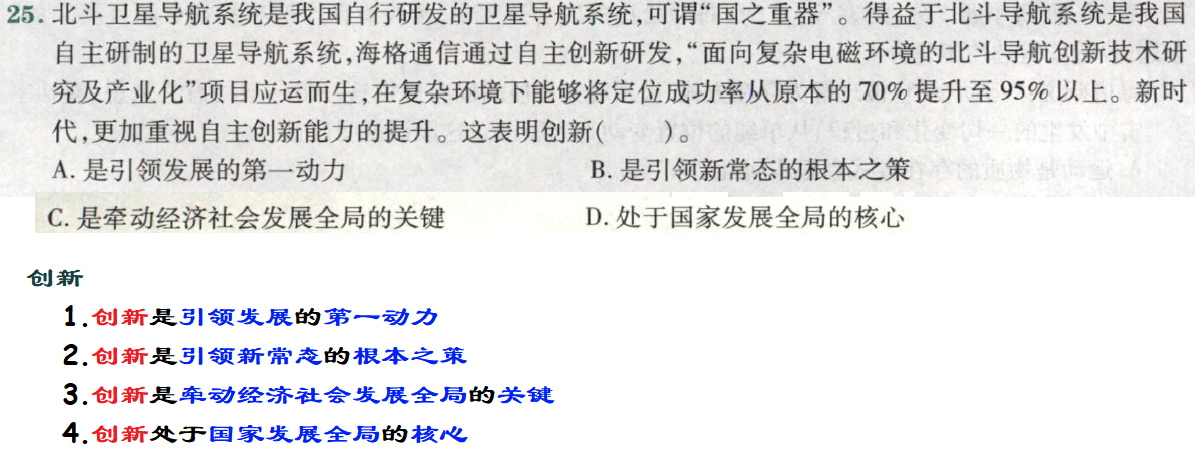 25. 北斗卫星导航系统是我国自行研发的卫星导航系统,可谓“国之重器”。得益于北斗导航系统是我国
自主研制的卫星导航系统,海格通信通过自主创新研发,“面向复杂电磁环境的北斗导航创新技术研
究及产业化”项目应运而生,在复杂环境下能够将定位成功率从原本的 70% 提升至 95% 以上。新时
代,更加重视自主创新能力的提升。这表明创新(    )。
A. 是引领发展的第一动力    B. 是引领新常态的根本之策
C. 是牵动经济社会发展全局的关键    D. 处于国家发展全局的核心
创新
1.创新是引领发展的第一动力
2.创新是引领新常态的根本之策
3.创新是牵动经济社会发展全局的关键
4.创新处于国家发展全局的核心